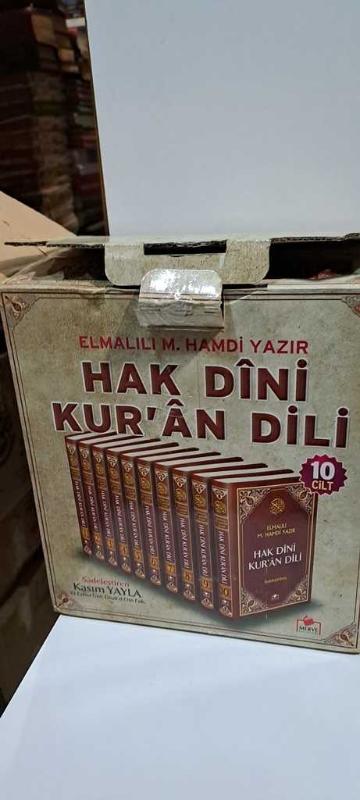 ELMALILI M. HAMDİ YAZIR
HAK DÎNİ
KUR'ÂN DİLİ
10
CİLT
ELMALILI
M. HAMDİ YAZIR
HAK DÎNİ
KUR'ÂN DİLİ
Sadeleştiren
Kasım YAYLA
MERVE